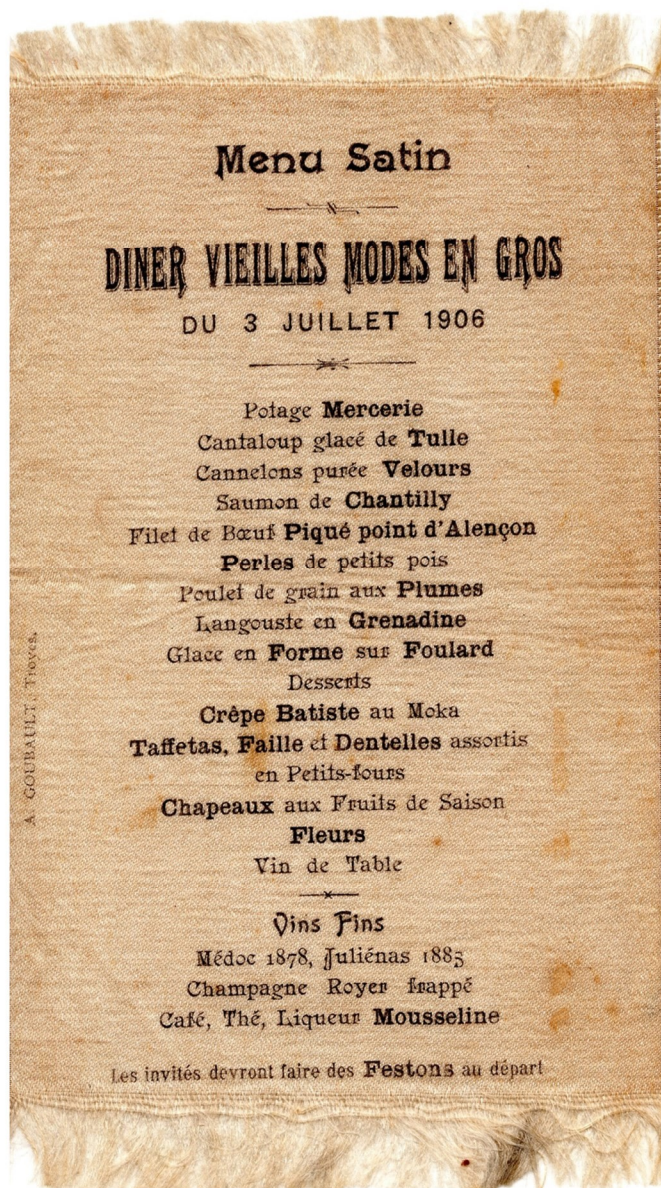 Menu Satin
DINER VIEILLES MODES EN GROS
DU 3 JUILLET 1906
Potage Mercerie
Cantaloup glacé de Tulle
Cannelons purée Velours
Saumon de Chantilly
Filet de Bœuf Piqué point d'Alençon
Perles de petits pois
Poulet de grain aux Plumes
Langouste en Grenadine
Glace en Forme sur Foulard
Desserts
Crêpe Batiste au Moka
Taffetas, Faille et Dentelles assortis
en Petits-fours
Chapeaux aux Fruits de Saison
Fleurs
Vin de Table
Vins Fins
Médoc 1878, Juliénas 1885
Champagne Royer frappé
Café, Thé, Liqueur Mousseline
Les invités devront faire des Festons au départ
A. GOUBAULT, Troyes.